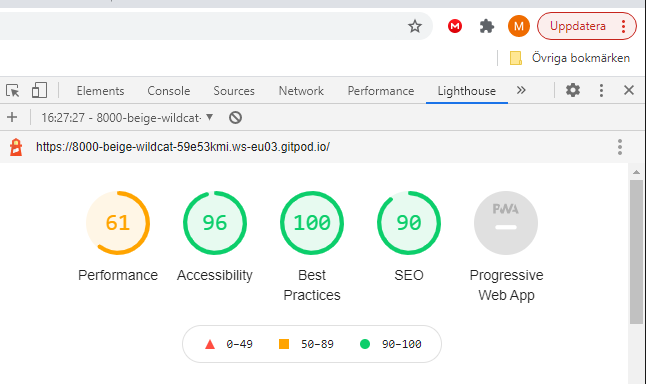 M
M
Uppdatera
Övriga bokmärken
Elements
Console
Sources
Network
Performance
Lighthouse
16:27:27 - 8000-beige-wildcat-
https://8000-beige-wildcat-59e53kmi.ws-eu03.gitpod.io/
61
96
100
90
PWA
Performance
Accessibility
Best
Practices
SEO
Progressive
Web App
0–49
50–89
90–100